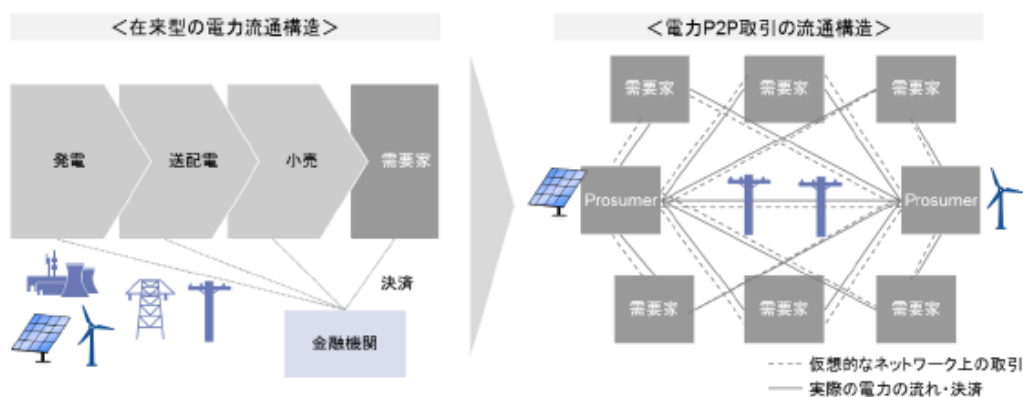 ＜在来型の電力流通構造＞
発電
送配電
小売
需要家
決済
金融機関
＜電力P2P取引の流通構造＞
需要家
需要家
需要家
Prosumer
Prosumer
需要家
需要家
需要家
仮想的なネットワーク上の取引
実際の電力の流れ・決済